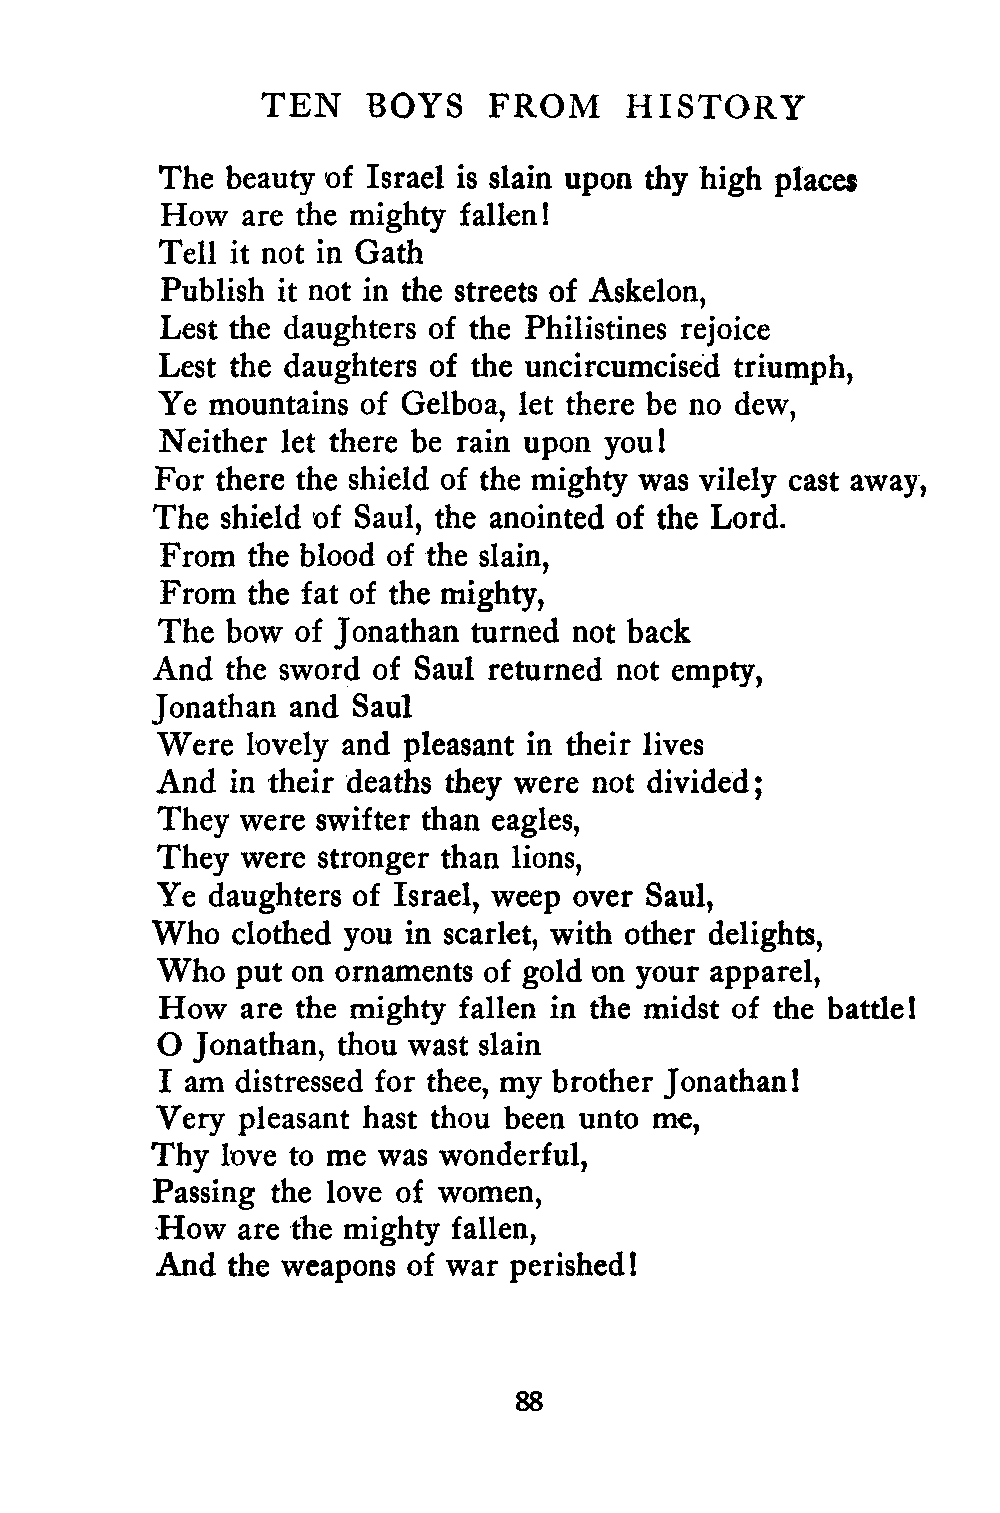 TEN BOYS FROM HISTORY
The beauty of Israel is slain upon thy high places
How are the mighty fallen!
Tell it not in Gath
Publish it not in the streets of Askelon,
Lest the daughters of the Philistines rejoice
Lest the daughters of the uncircumcised triumph,
Ye mountains of Gelboa, let there be no dew,
Neither let there be rain upon you!
For there the shield of the mighty was vilely cast away,
The shield of Saul, the anointed of the Lord.
From the blood of the slain,
From the fat of the mighty,
The bow of Jonathan turned not back
And the sword of Saul returned not empty,
Jonathan and Saul
Were lovely and pleasant in their lives
And in their deaths they were not divided;
They were swifter than eagles,
They were stronger than lions,
Ye daughters of Israel, weep over Saul,
Who clothed you in scarlet, with other delights,
Who put on ornaments of gold on your apparel,
How are the mighty fallen in the midst of the battle!
O Jonathan, thou wast slain
I am distressed for thee, my brother Jonathan!
Very pleasant hast thou been unto me,
Thy love to me was wonderful,
Passing the love of women,
How are the mighty fallen,
And the weapons of war perished!
88